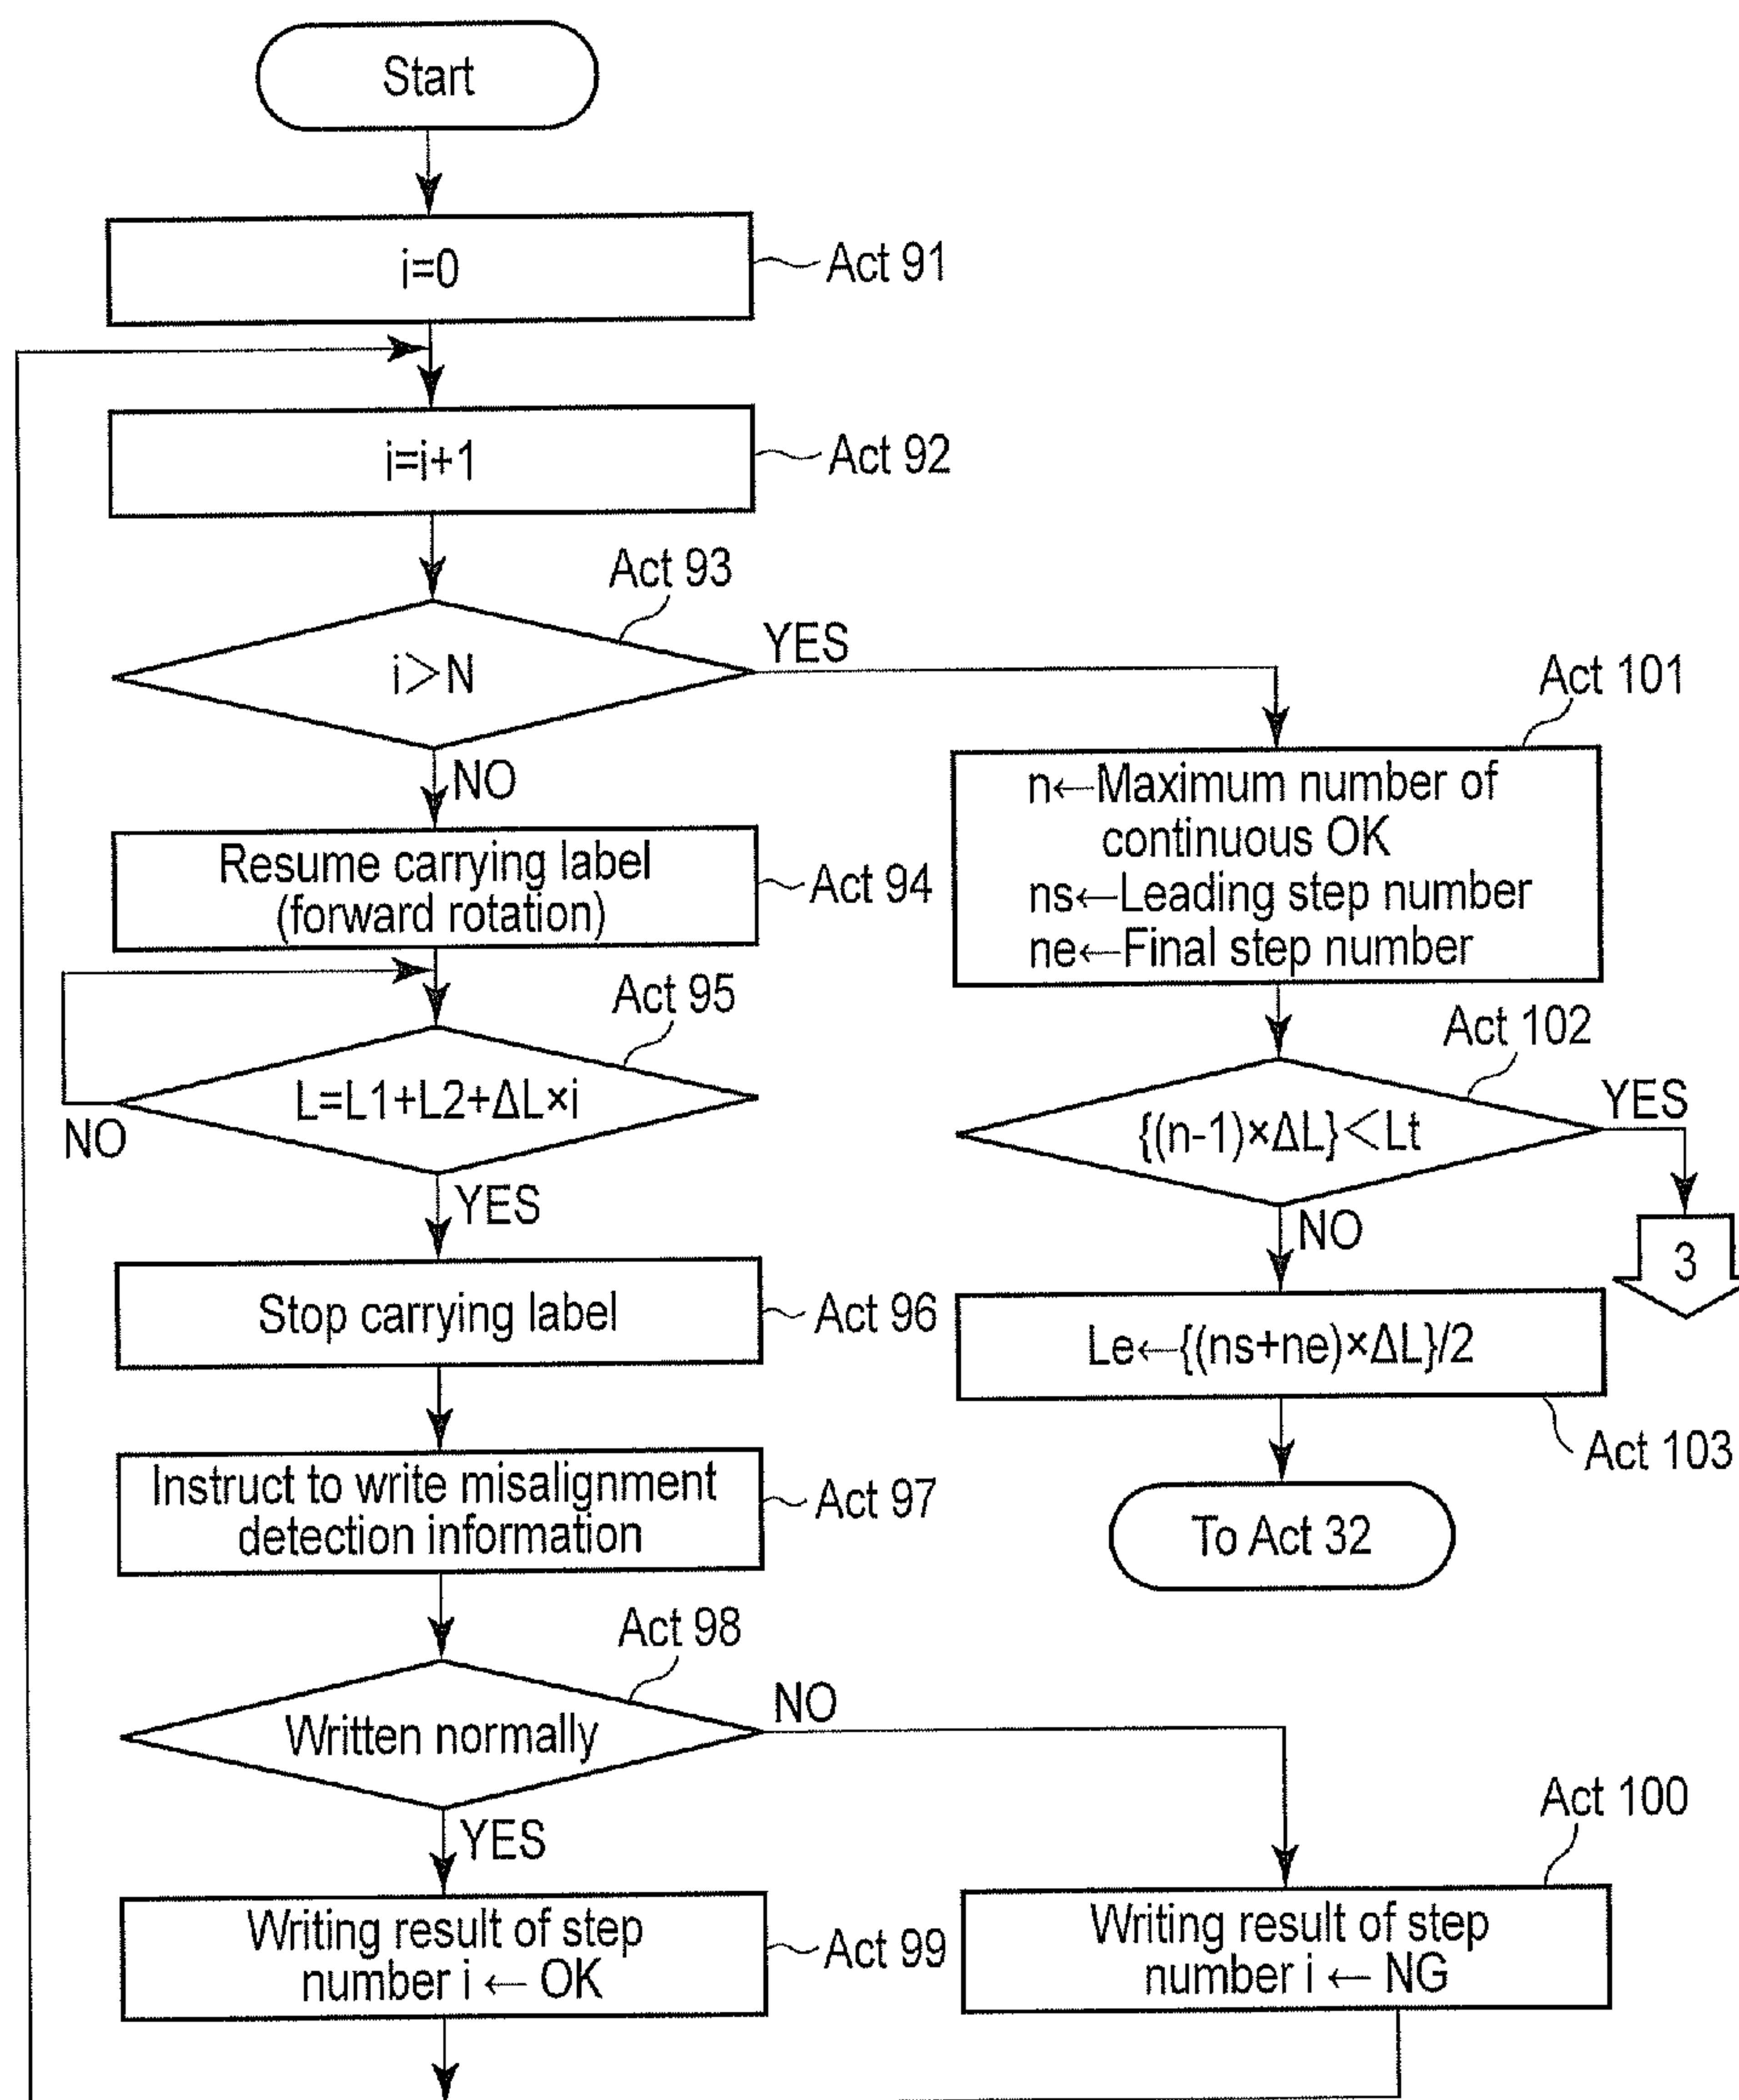 Start
i=0
Act 91
i=i+1
Act 92
Act 93
i>N
YES
NO
Resume carrying label
(forward rotation)
Act 94
Act 95
L=L1+L2+ΔL×i
NO
YES
Stop carrying label
Act 96
Instruct to write misalignment
detection information
Act 97
Act 98
Written normally
NO
YES
Writing result of step
number i ← OK
Act 99
Act 100
Writing result of step
number i ← NG
Act 101
n←Maximum number of
continuous OK
ns←Leading step number
ne←Final step number
Act 102
{(n-1)×ΔL}<Lt
YES
3
NO
Le←{(ns+ne)×ΔL}/2
Act 103
To Act 32